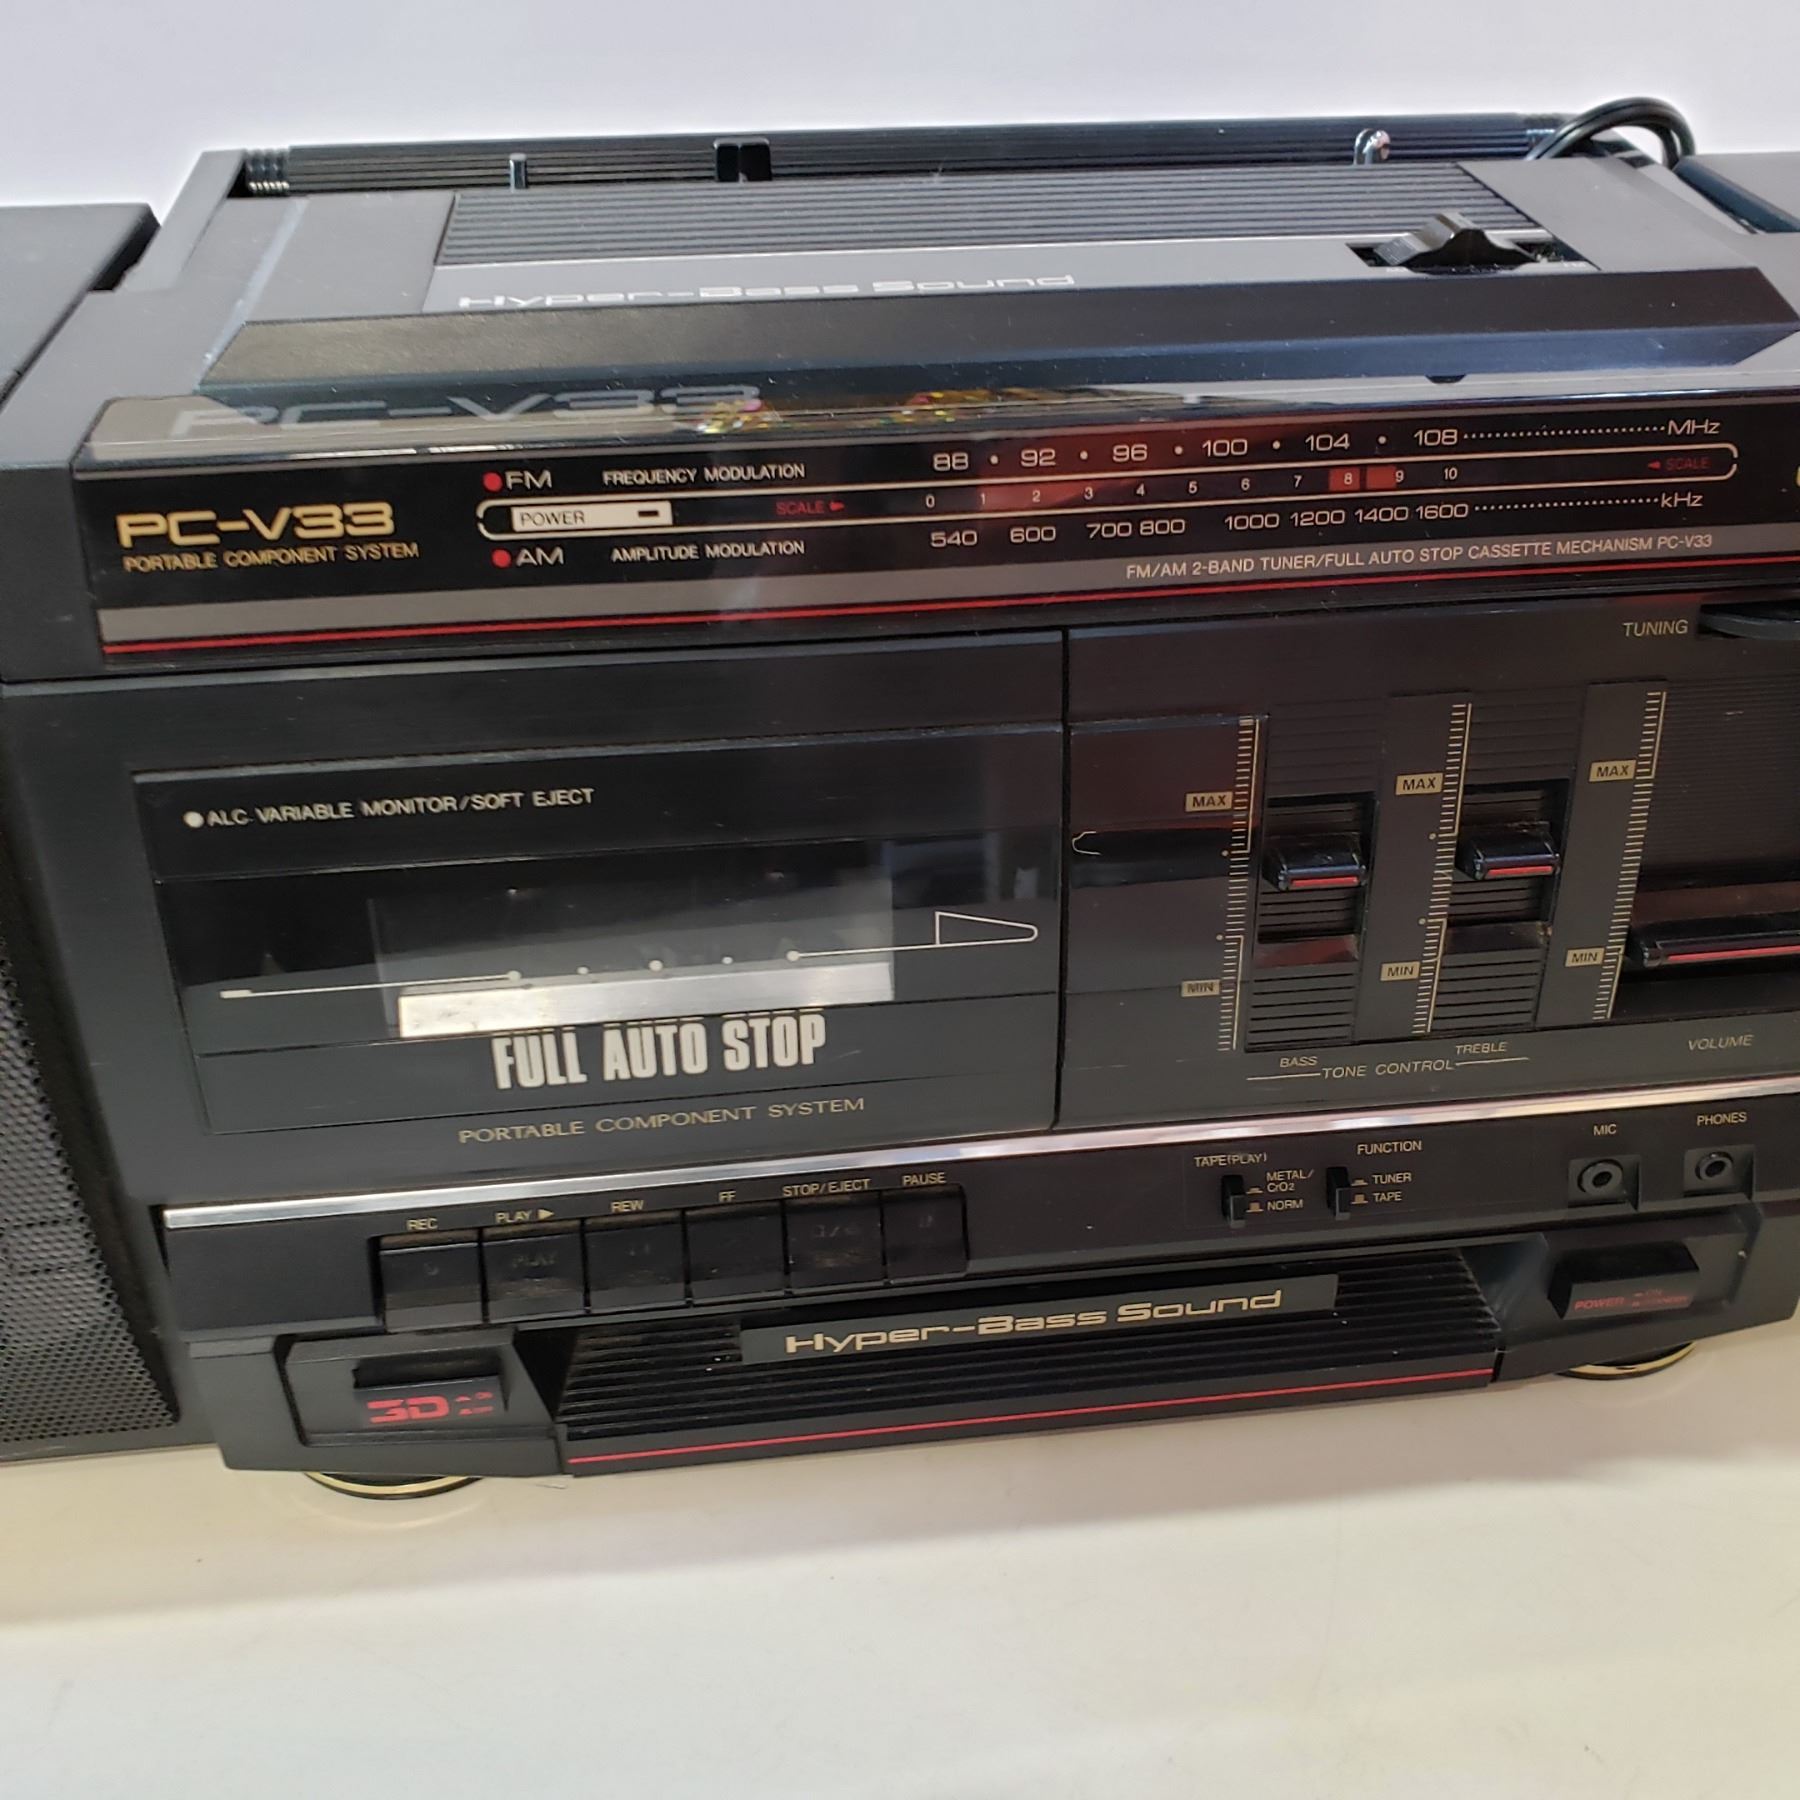 Hyper-Bass Sound
PC-V33
PORTABLE COMPONENT SYSTEM
FM FREQUENCY MODULATION
POWER
AM AMPLITUDE MODULATION
88 • 92 • 96 • 100 • 104 • 108 MHz
SCALE 0 1 2 3 4 5 6 7 8 9 10 SCALE
540 600 700 800 1000 1200 1400 1600 kHz
FM/AM 2-BAND TUNER/FULL AUTO STOP CASSETTE MECHANISM PC-V33
TUNING
ALC VARIABLE MONITOR/SOFT EJECT
FULL AUTO STOP
PORTABLE COMPONENT SYSTEM
MAX MAX MAX
MIN MIN MIN
BASS TREBLE
TONE CONTROL
VOLUME
REC PLAY REW FF STOP/EJECT PAUSE
PLAY
TAPE(PLAY)
METAL/
CrO2
NORM
FUNCTION
TUNER
TAPE
MIC
PHONES
3D
Hyper-Bass Sound
POWER